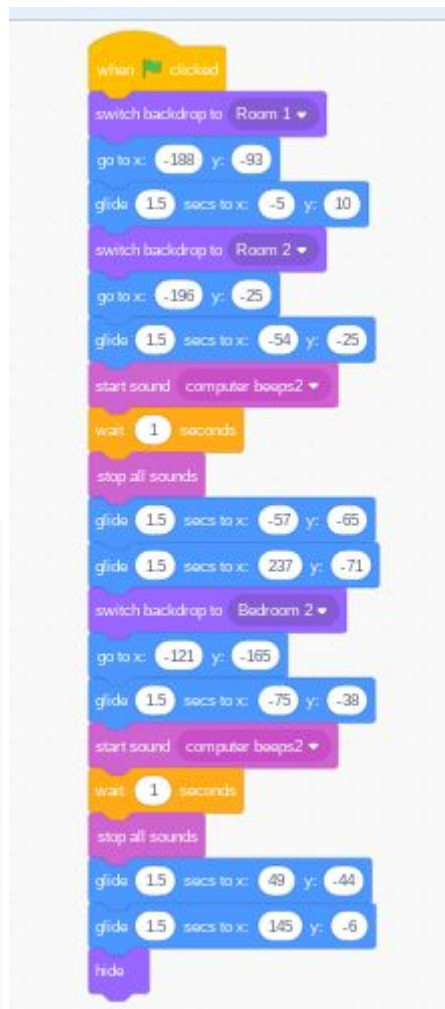 when clicked
switch backdrop to Room 1
go to x: -188 y: -93
glide 1.5 secs to x: -5 y: 10
switch backdrop to Room 2
go to x: -196 y: -25
glide 1.5 secs to x: -54 y: -25
start sound computer beeps2
wait 1 seconds
stop all sounds
glide 1.5 secs to x: -57 y: -65
glide 1.5 secs to x: 237 y: -71
switch backdrop to Bedroom 2
go to x: -121 y: -165
glide 1.5 secs to x: -75 y: -38
start sound computer beeps2
wait 1 seconds
stop all sounds
glide 1.5 secs to x: 49 y: -44
glide 1.5 secs to x: 145 y: -6
hide